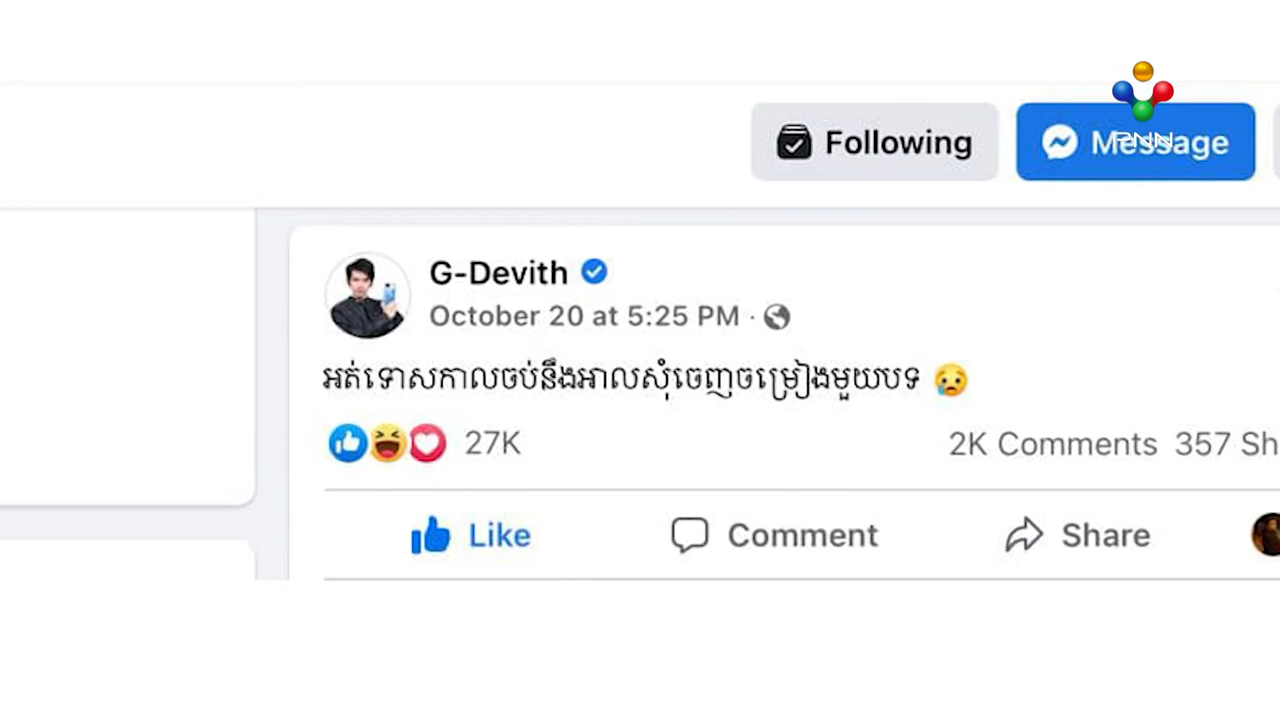 PNN
Following
Message
G-Devith
October 20 at 5:25 PM ·
អត់ទោសកាលចប់នឹងអាលសុំចេញចម្រៀងមួយបទ 😢
27K
2K Comments 357 Sh
Like
Comment
Share